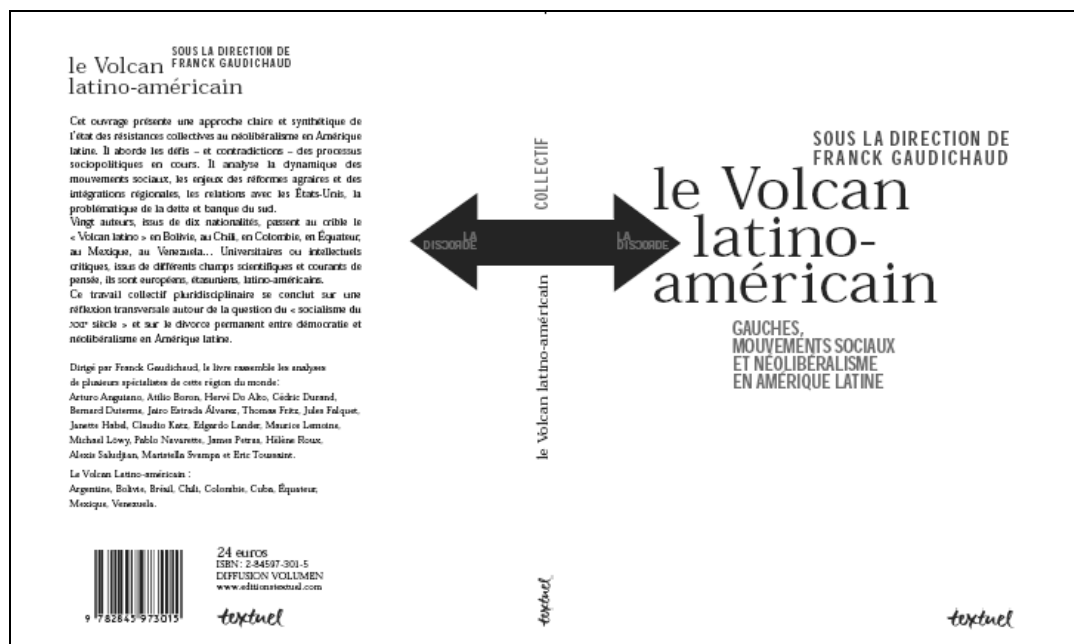 le Volcan
latino-américain
SOUS LA DIRECTION DE
FRANCK GAUDICHAUD
Cet ouvrage présente une approche claire et synthétique de
l'état des résistances collectives au néolibéralisme en Amérique
latine. Il aborde les défis – et contradictions – des processus
sociopolitiques en cours. Il analyse la dynamique des
mouvements sociaux, les enjeux des réformes agraires et des
intégrations régionales, les relations avec les États-Unis, la
problématique de la dette et banque du sud.
Vingt auteurs, issus de dix nationalités, passent au crible le
« Volcan latino » en Bolivie, au Chili, en Colombie, en Équateur,
au Mexique, au Venezuela... Universitaires ou intellectuels
critiques, issus de différents champs scientifiques et courants de
pensée, ils sont européens, étasuniens, latino-américains.
Ce travail collectif pluridisciplinaire se conclut sur une
réflexion transversale autour de la question du « socialisme du
XXIe siècle » et sur le divorce permanent entre démocratie et
néolibéralisme en Amérique latine.
Dirigé par Franck Gaudichaud, le livre rassemble les analyses
de plusieurs spécialistes de cette région du monde :
Arturo Anguiano, Atilio Boron, Hervé Do Alto, Cédric Durand,
Bernard Duterme, Jairo Estrada Álvarez, Thomas Fritz, Jules Falquet,
Janette Habel, Claudio Katz, Edgardo Lander, Maurice Lemoine,
Michael Löwy, Pablo Navarette, James Petras, Hélène Roux,
Alexis Saludjian, Maristella Svampa et Eric Toussaint.
Le Volcan Latino-américain :
Argentine, Bolivie, Brésil, Chili, Colombie, Cuba, Équateur,
Mexique, Venezuela.
9 782845 973015
24 euros
ISBN : 2-84597-301-5
DIFFUSION VOLUMEN
www.editionstextuel.com
textuel
COLLECTIF
LA
DISCORDE
LA
DISCORDE
le Volcan latino-américain
textuel
SOUS LA DIRECTION DE
FRANCK GAUDICHAUD
le Volcan
latino-
américain
GAUCHES,
MOUVEMENTS SOCIAUX
ET NÉOLIBÉRALISME
EN AMÉRIQUE LATINE
textuel